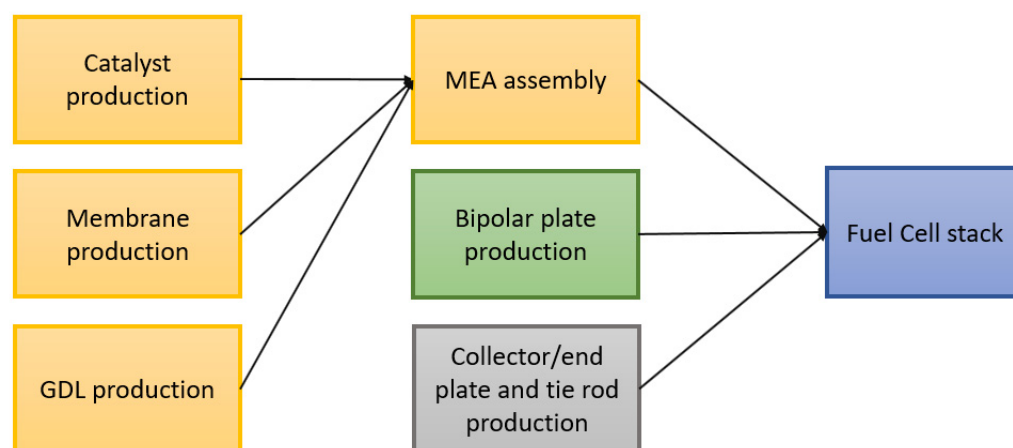 Catalyst
production
MEA assembly
Membrane
production
Bipolar plate
production
Fuel Cell stack
GDL production
Collector/end
plate and tie rod
production